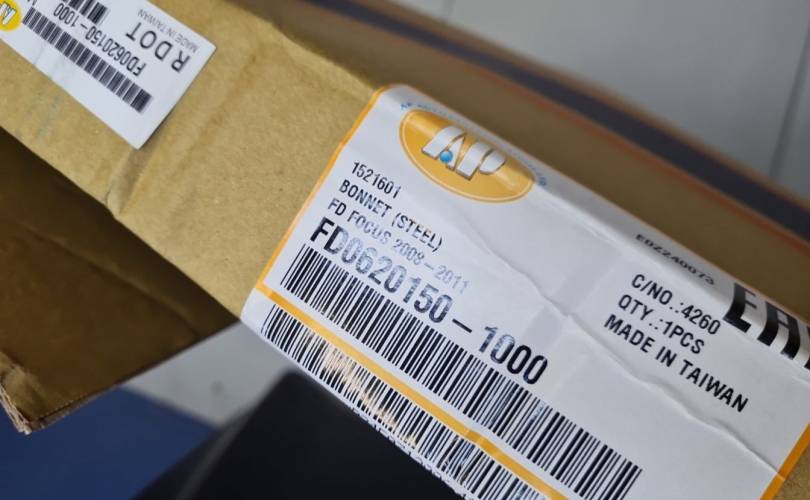 R DOT
MADE IN TAIWAN
FD0620150-1000
AP
1521601
BONNET (STEEL)
FD FOCUS 2008-2011
FD0620150-1000
EDZ240073
C/NO.:4260
QTY.:1PCS
MADE IN TAIWAN